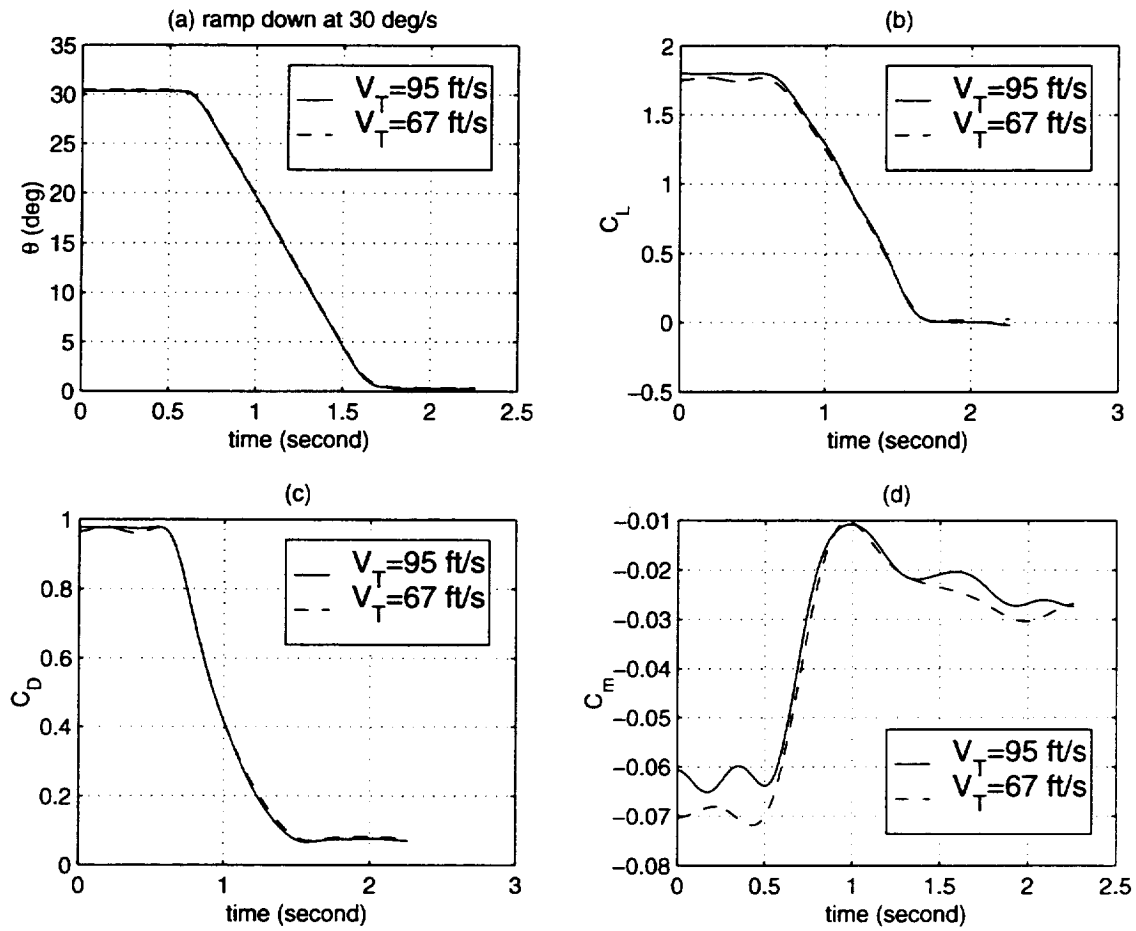 (a) ramp down at 30 deg/s
35
30
25
20
15
10
5
0
θ (deg)
0 0.5 1 1.5 2 2.5
time (second)
V_T=95 ft/s
V_T=67 ft/s
(b)
2
1.5
1
0.5
0
−0.5
C_L
0 1 2 3
time (second)
V_T=95 ft/s
V_T=67 ft/s
(c)
1
0.8
0.6
0.4
0.2
0
C_D
0 1 2 3
time (second)
V_T=95 ft/s
V_T=67 ft/s
(d)
−0.01
−0.02
−0.03
−0.04
−0.05
−0.06
−0.07
−0.08
C_m
0 0.5 1 1.5 2 2.5
time (second)
V_T=95 ft/s
V_T=67 ft/s